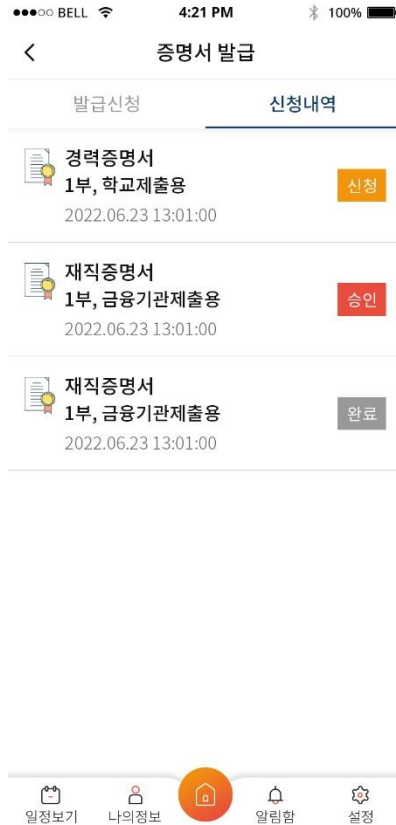 BELL 4:21 PM 100%
증명서 발급
발급신청 신청내역
경력증명서
1부, 학교제출용 신청
2022.06.23 13:01:00
재직증명서
1부, 금융기관제출용 승인
2022.06.23 13:01:00
재직증명서
1부, 금융기관제출용 완료
2022.06.23 13:01:00
일정보기 나의정보 알림함 설정